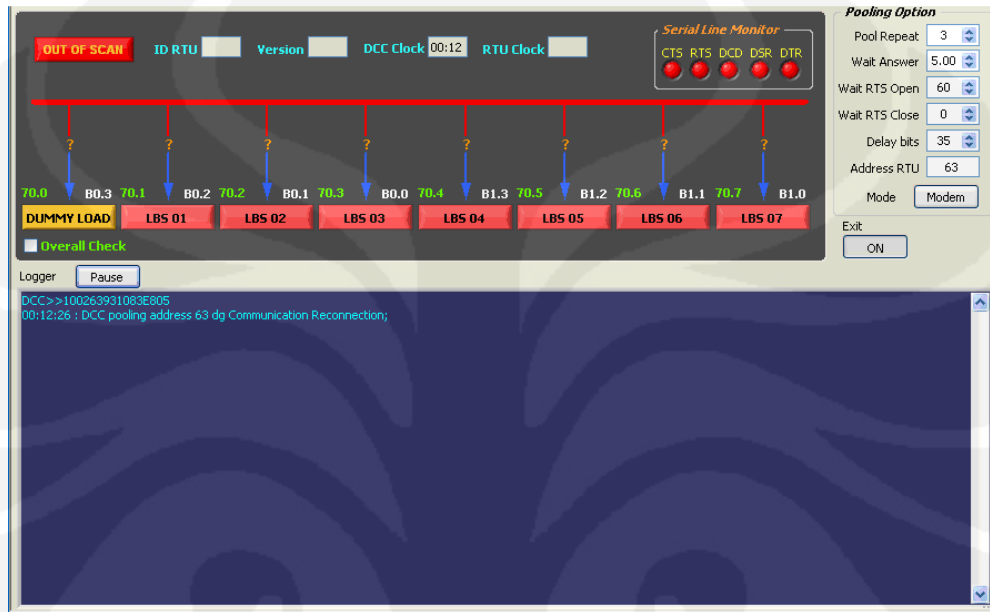 Pooling Option
OUT OF SCAN ID RTU Version DCC Clock 00:12 RTU Clock
Serial Line Monitor
CTS RTS DCD DSR DTR
Pool Repeat 3
Wait Answer 5.00
Wait RTS Open 60
Wait RTS Close 0
Delay bits 35
Address RTU 63
Mode Modem
? ? ? ? ? ? ? ?
70.0 B0.3 70.1 B0.2 70.2 B0.1 70.3 B0.0 70.4 B1.3 70.5 B1.2 70.6 B1.1 70.7 B1.0
DUMMY LOAD LBS 01 LBS 02 LBS 03 LBS 04 LBS 05 LBS 06 LBS 07
Overall Check
Exit
ON
Logger Pause
DCC>>100263931083E805
00:12:26 : DCC pooling address 63 dg Communication Reconnection;